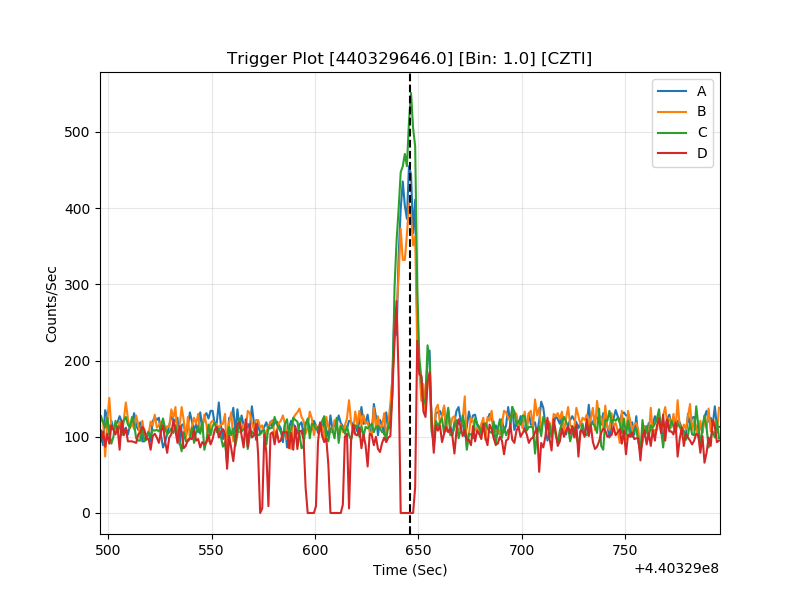 Trigger Plot [440329646.0] [Bin: 1.0] [CZTI]
A
B
C
D
Counts/Sec
500
400
300
200
100
0
500 550 600 650 700 750
Time (Sec)
+4.40329e8